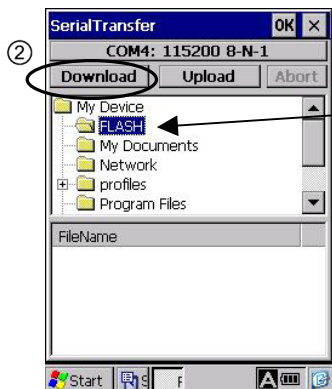 SerialTransfer OK ×
②
COM4: 115200 8-N-1
Download Upload Abort
My Device
FLASH
My Documents
Network
profiles
Program Files
FileName
Start S F A